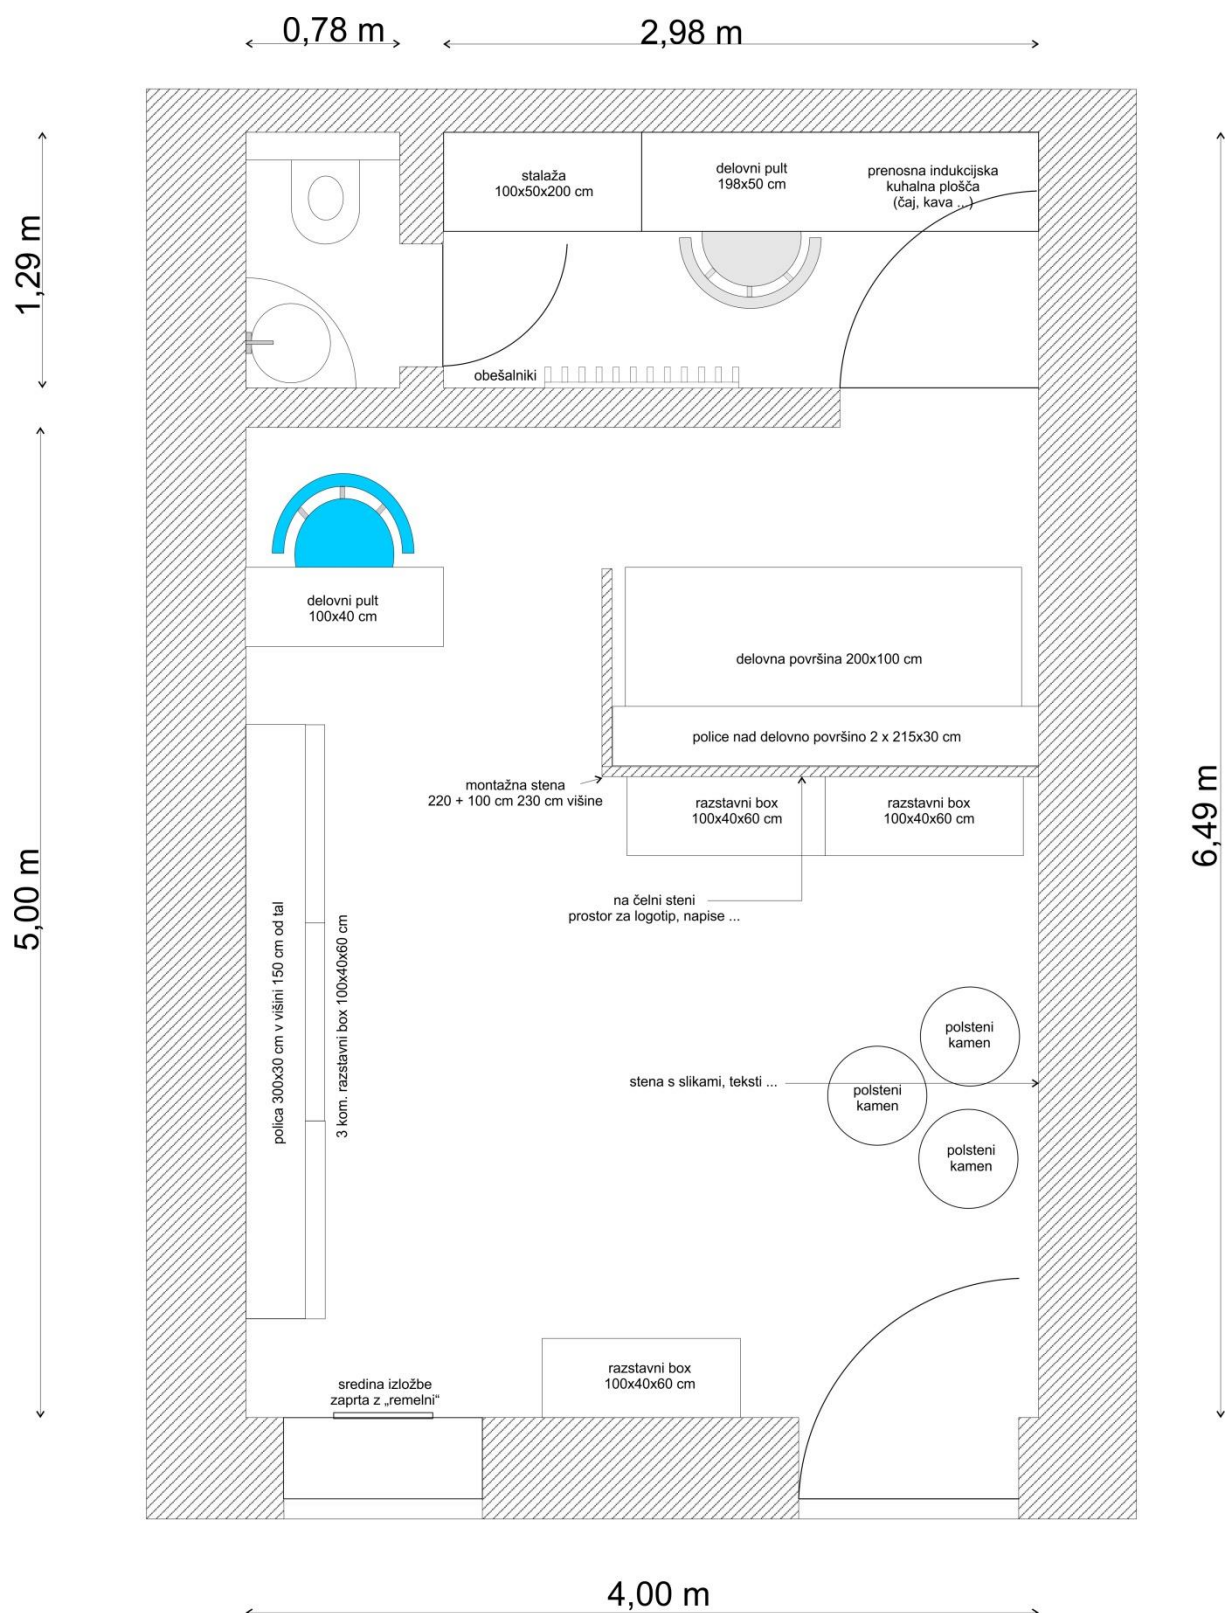 0,78 m
2,98 m
1,29 m
stalaža
100x50x200 cm
delovni pult
198x50 cm
prenosna indukcijska
kuhalna plošča
(čaj, kava ...)
obešalniki
5,00 m
6,49 m
delovni pult
100x40 cm
delovna površina 200x100 cm
police nad delovno površino 2 x 215x30 cm
montažna stena
220 + 100 cm 230 cm višine
razstavni box
100x40x60 cm
razstavni box
100x40x60 cm
na čelni steni
prostor za logotip, napise ...
polica 300x30 cm v višini 150 cm od tal
3 kom. razstavni box 100x40x60 cm
polsteni
kamen
stena s slikami, teksti ...
polsteni
kamen
polsteni
kamen
sredina izložbe
zaprta z „remelni“
razstavni box
100x40x60 cm
4,00 m